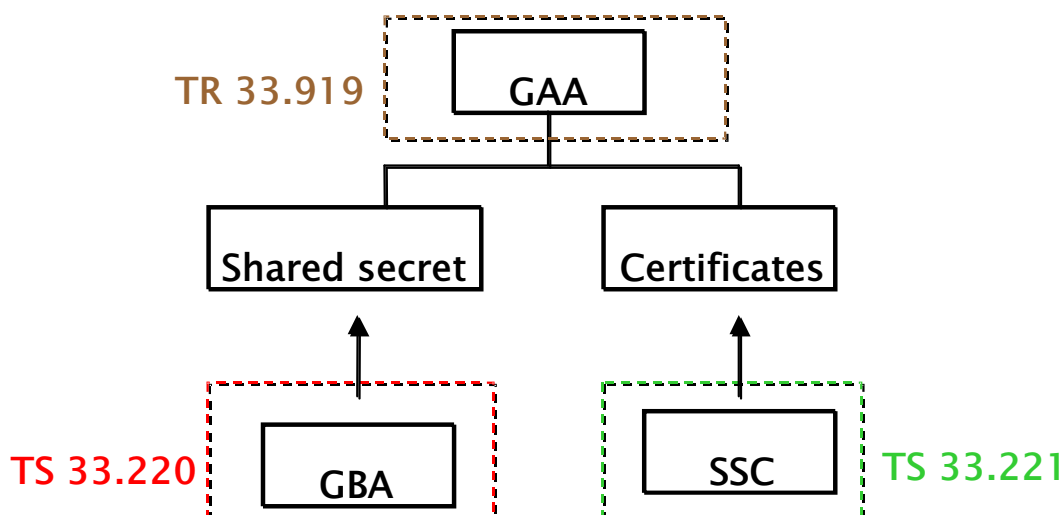 TR 33.919
GAA
Shared secret
Certificates
TS 33.220
GBA
SSC
TS 33.221